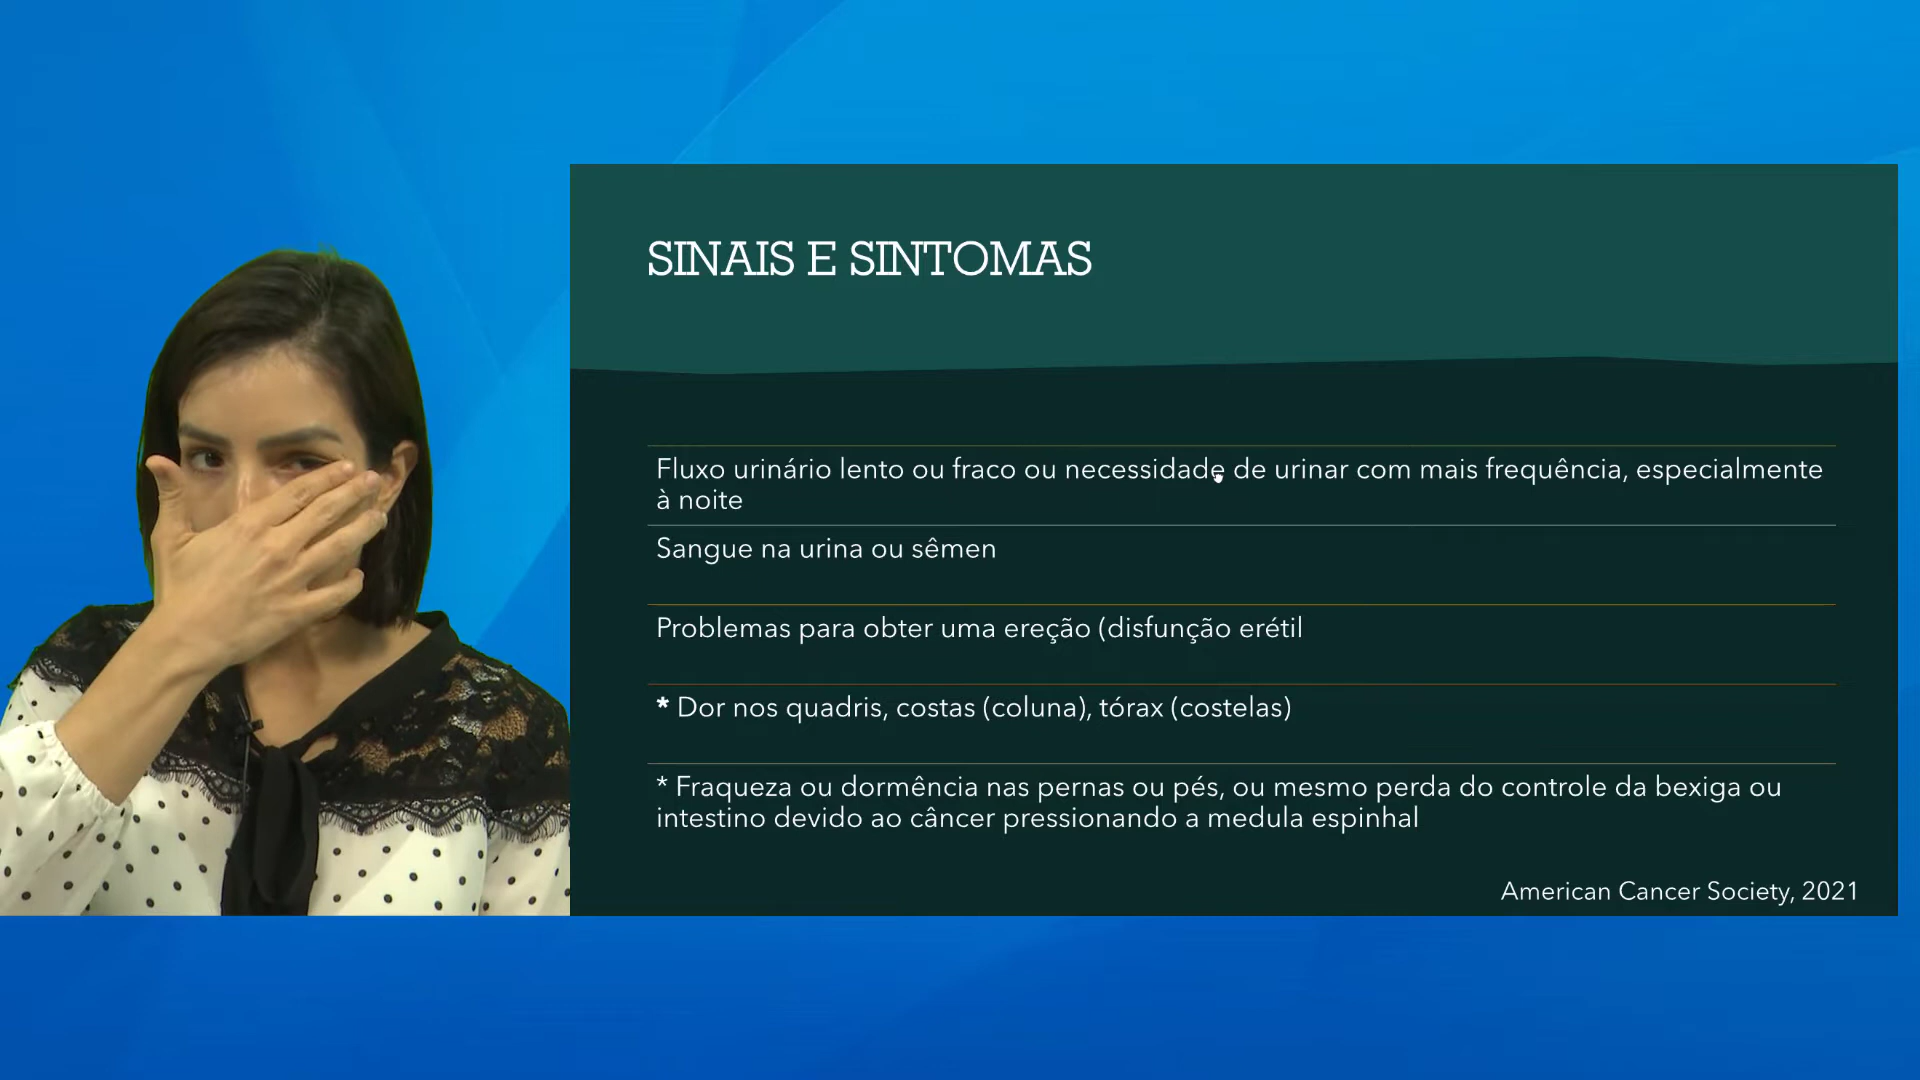 SINAIS E SINTOMAS
Fluxo urinário lento ou fraco ou necessidade de urinar com mais frequência, especialmente
à noite
Sangue na urina ou sêmen
Problemas para obter uma ereção (disfunção erétil
* Dor nos quadris, costas (coluna), tórax (costelas)
* Fraqueza ou dormência nas pernas ou pés, ou mesmo perda do controle da bexiga ou
intestino devido ao câncer pressionando a medula espinhal
American Cancer Society, 2021